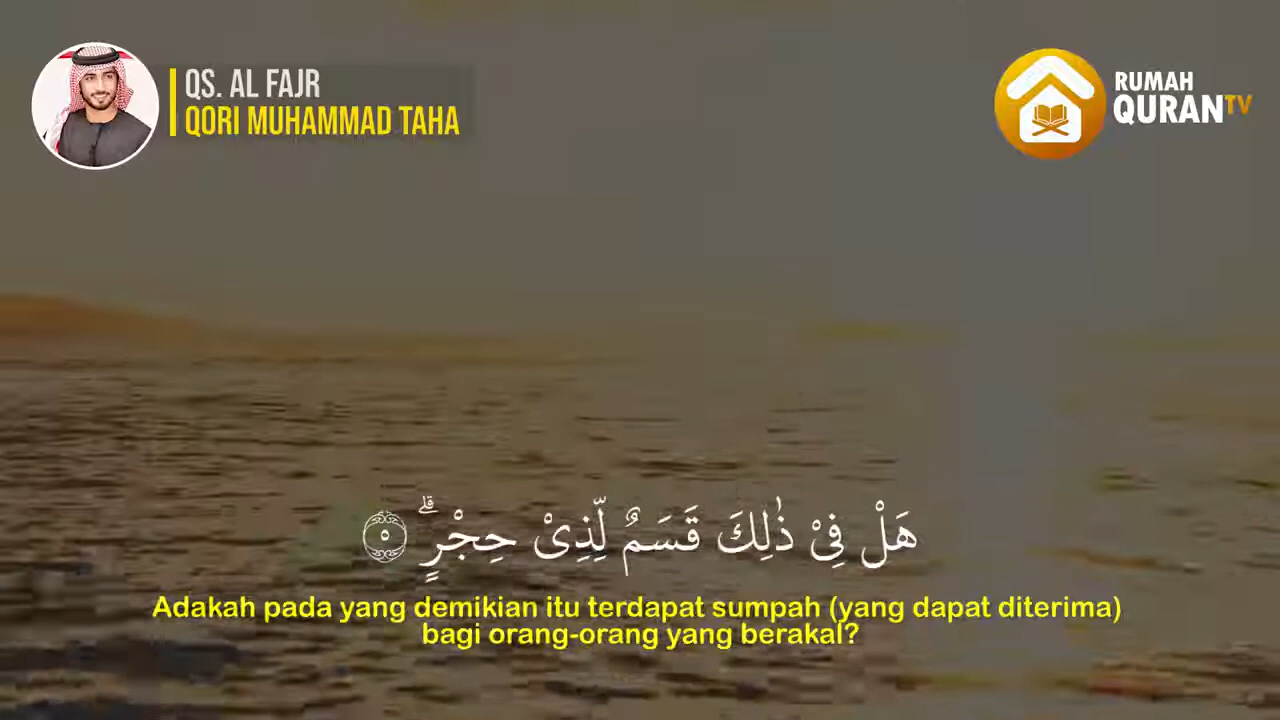 QS. AL FAJR
QORI MUHAMMAD TAHA
RUMAH
QURANTV
هَلْ فِيْ ذٰلِكَ قَسَمٌ لِّذِيْ حِجْرٍۗ ٥
Adakah pada yang demikian itu terdapat sumpah (yang dapat diterima)
bagi orang-orang yang berakal?